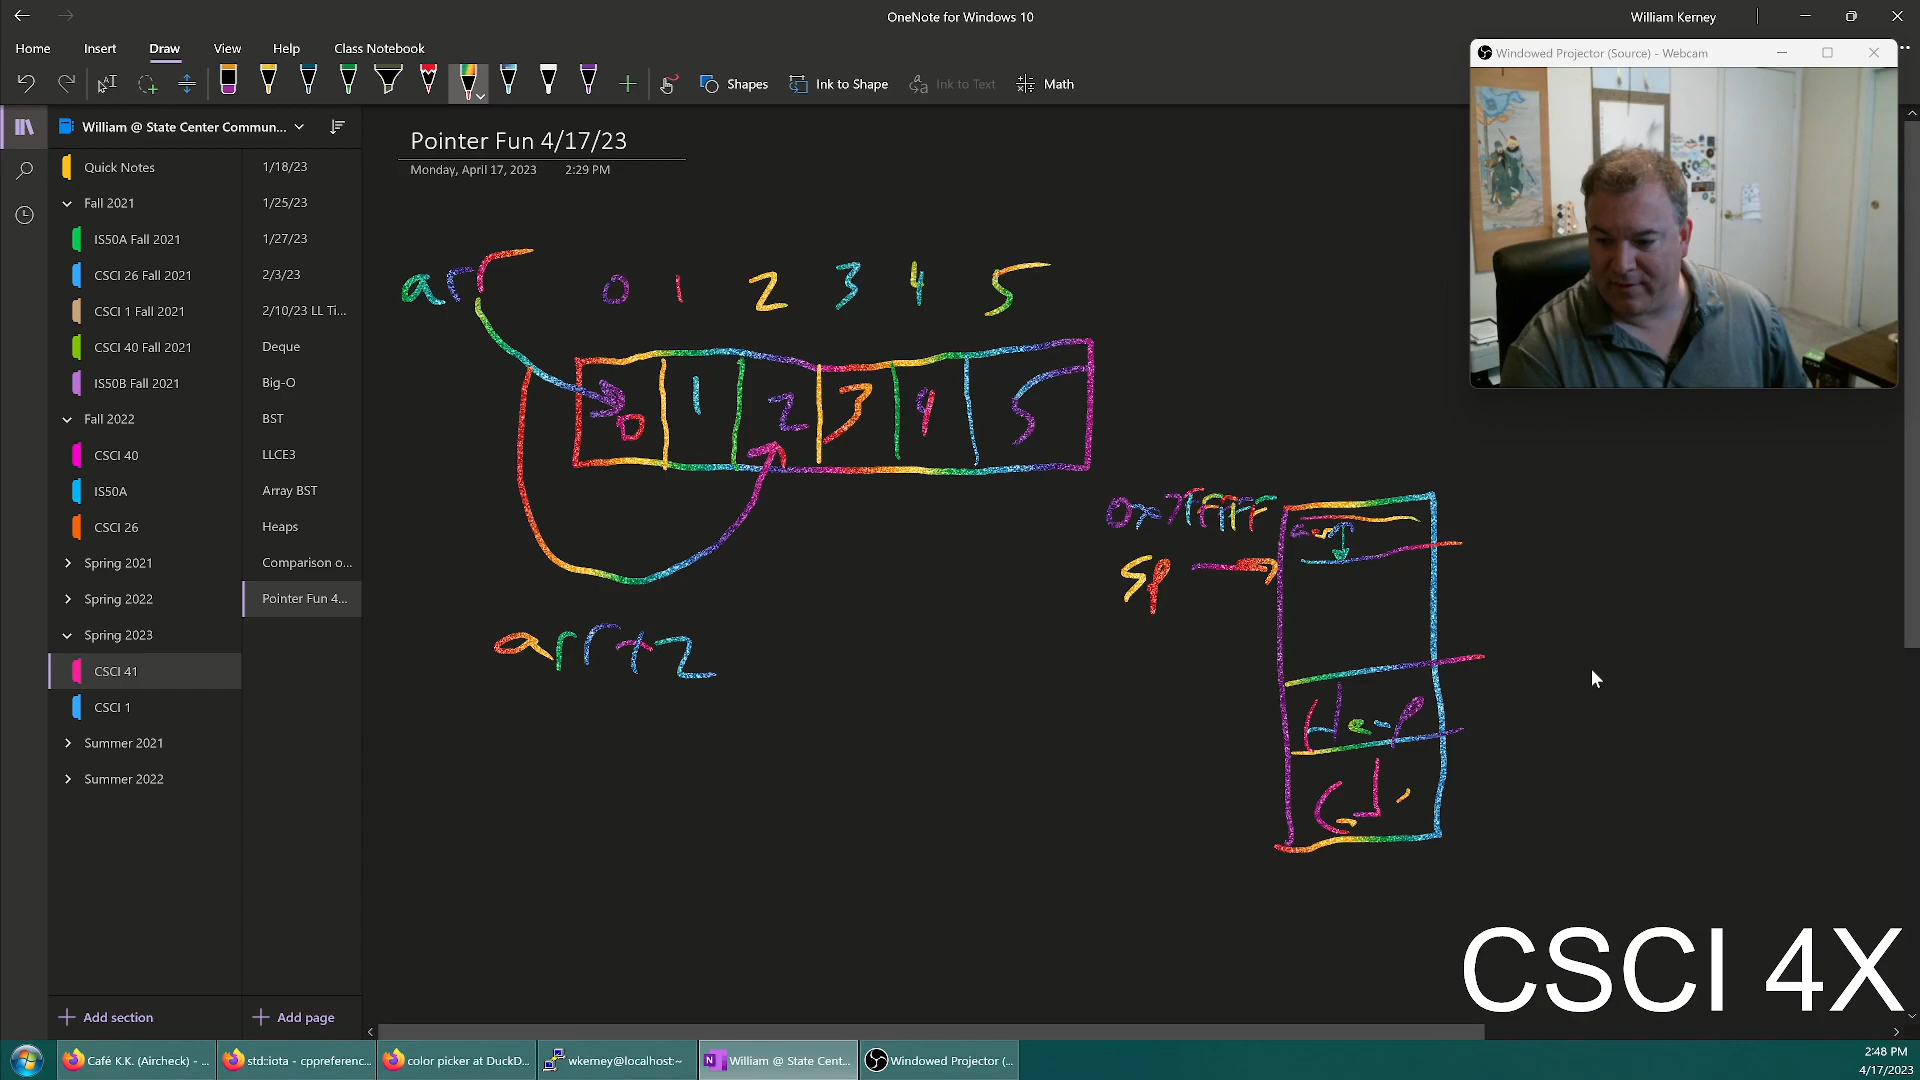 OneNote for Windows 10
William Kerney
Home Insert Draw View Help Class Notebook
Shapes Ink to Shape Ink to Text Math
Windowed Projector (Source) - Webcam
William @ State Center Commun...
Quick Notes
Fall 2021
IS50A Fall 2021
CSCI 26 Fall 2021
CSCI 1 Fall 2021
CSCI 40 Fall 2021
IS50B Fall 2021
Fall 2022
CSCI 40
IS50A
CSCI 26
Spring 2021
Spring 2022
Spring 2023
CSCI 41
CSCI 1
Summer 2021
Summer 2022
Add section
1/18/23
1/25/23
1/27/23
2/3/23
2/10/23 LL Ti...
Deque
Big-O
BST
LLCE3
Array BST
Heaps
Comparison o...
Pointer Fun 4...
Add page
Pointer Fun 4/17/23
Monday, April 17, 2023 2:29 PM
arr 0 1 2 3 4 5
0 1 2 3 4 5
arr+2
SP
Heap
CSCI 4X
Café K.K. (Aircheck) - ...
std::iota - cppreferenc...
color picker at DuckD...
wkerney@localhost:~
William @ State Cent...
Windowed Projector (...
2:48 PM
4/17/2023